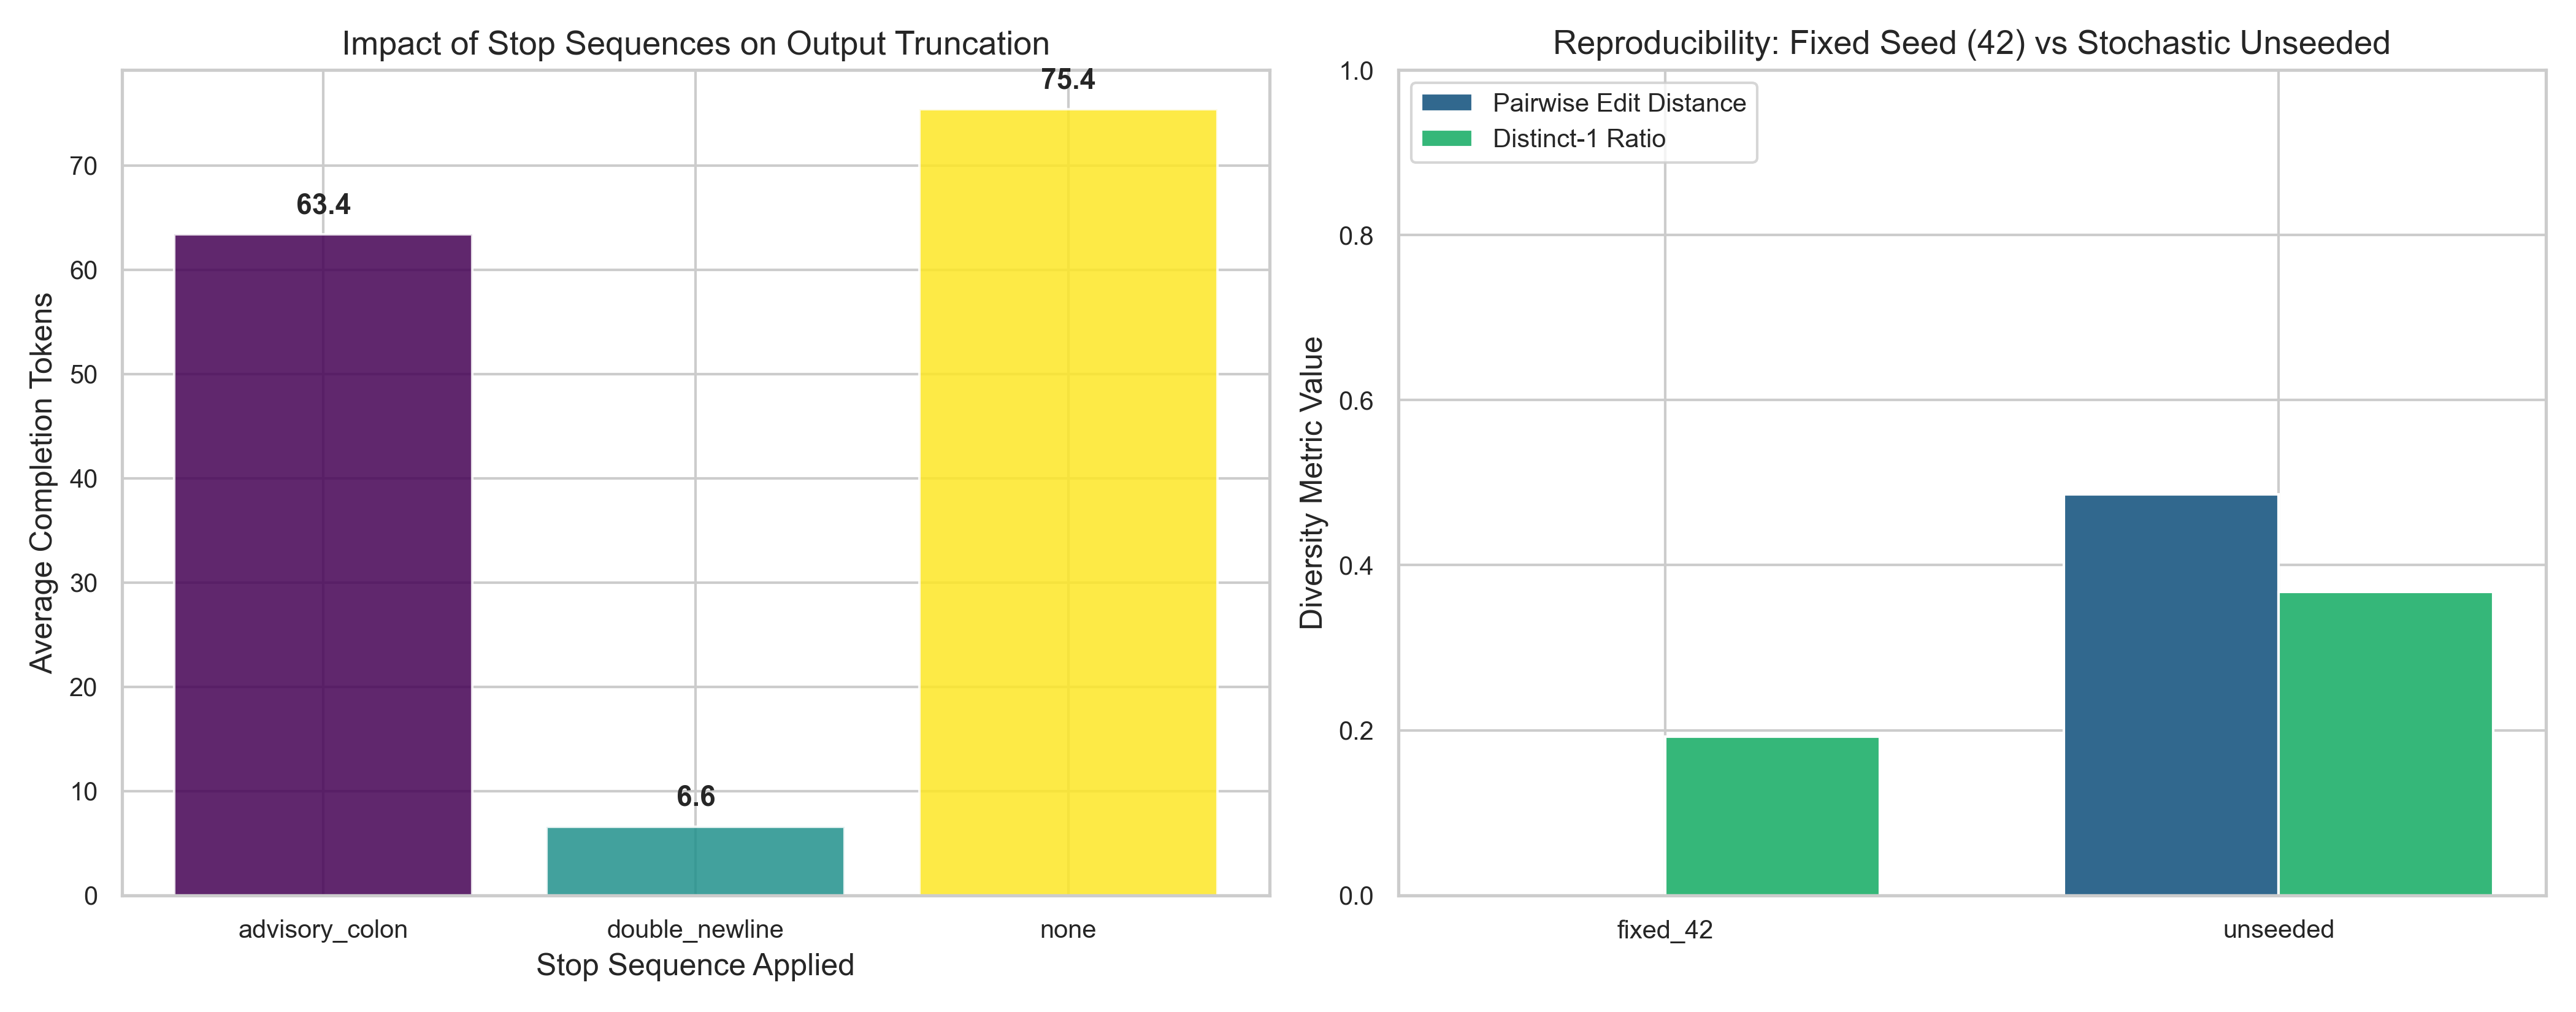 Impact of Stop Sequences on Output Truncation
75.4
63.4
6.6
70
60
50
40
30
20
10
0
Average Completion Tokens
advisory_colon
double_newline
none
Stop Sequence Applied
Reproducibility: Fixed Seed (42) vs Stochastic Unseeded
Pairwise Edit Distance
Distinct-1 Ratio
1.0
0.8
0.6
0.4
0.2
0.0
Diversity Metric Value
fixed_42
unseeded